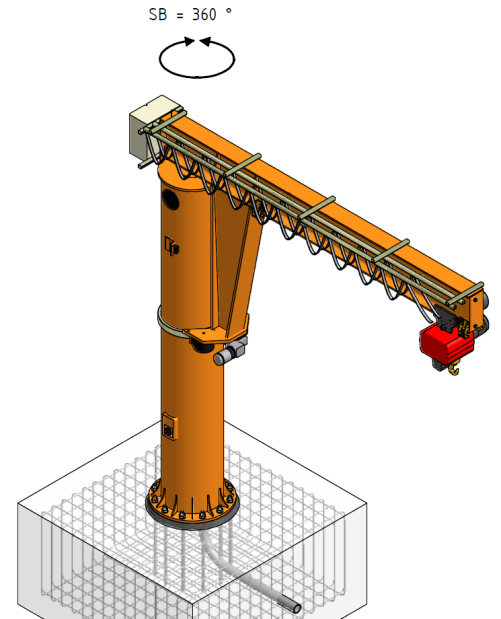 SB = 360 °